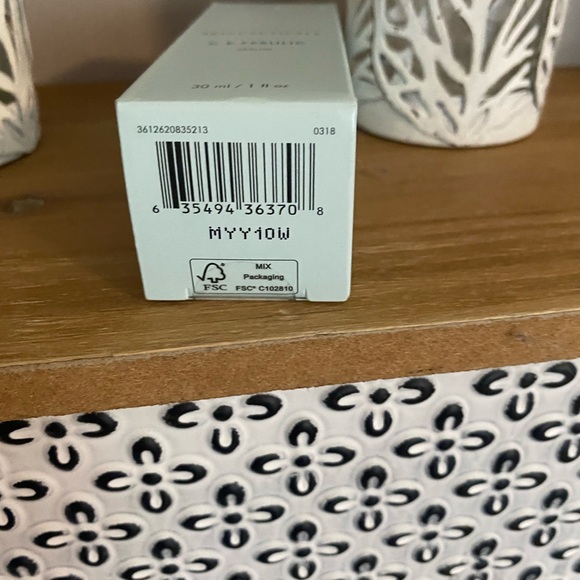 30 ml / 1 fl oz
3612620835213 0318
6 35494 36370 8
MYY10W
MIX
Packaging
FSC FSC® C102810